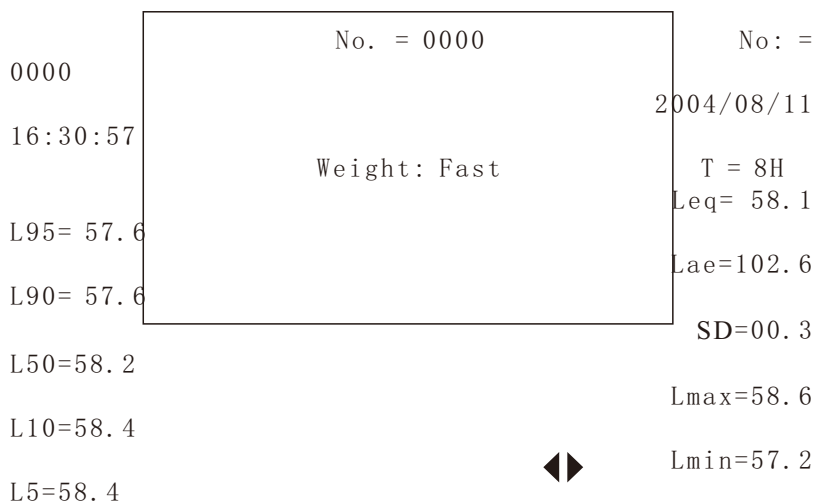 No. = 0000 No: =
0000
2004/08/11
16:30:57
Weight: Fast T = 8H
Leq= 58.1
L95= 57.6
Lae=102.6
L90= 57.6
SD=00.3
L50=58.2
Lmax=58.6
L10=58.4
Lmin=57.2
L5=58.4